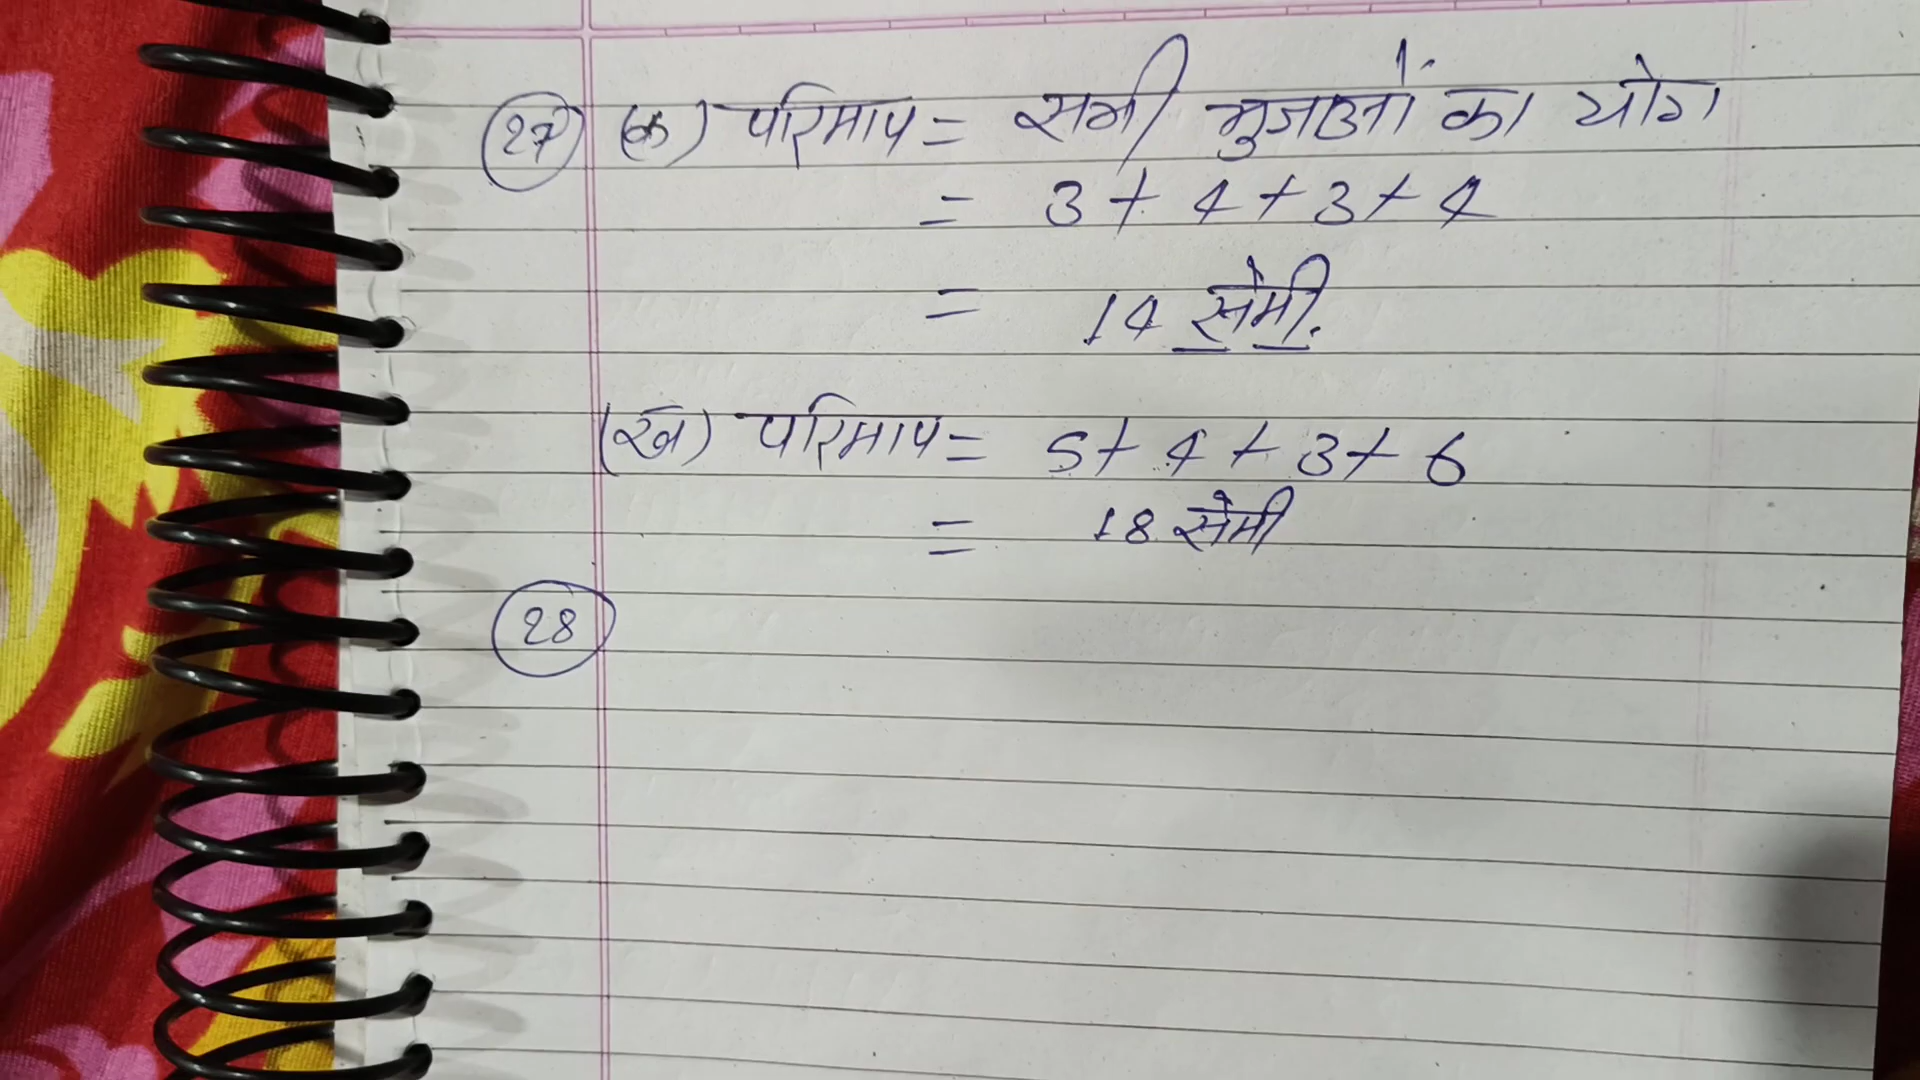 27 (क) परिमाप = सभी भुजाओं का योग
= 3 + 4 + 3 + 4
= 14 सेमी.
(ख) परिमाप = 5 + 4 + 3 + 6
= 18 सेमी
28